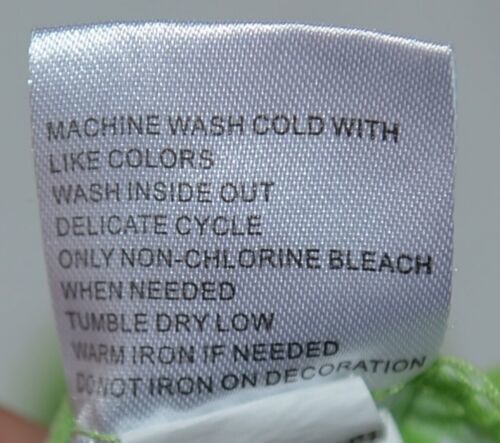 MACHINE WASH COLD WITH
LIKE COLORS
WASH INSIDE OUT
DELICATE CYCLE
ONLY NON-CHLORINE BLEACH
WHEN NEEDED
TUMBLE DRY LOW
WARM IRON IF NEEDED
DO NOT IRON ON DECORATION